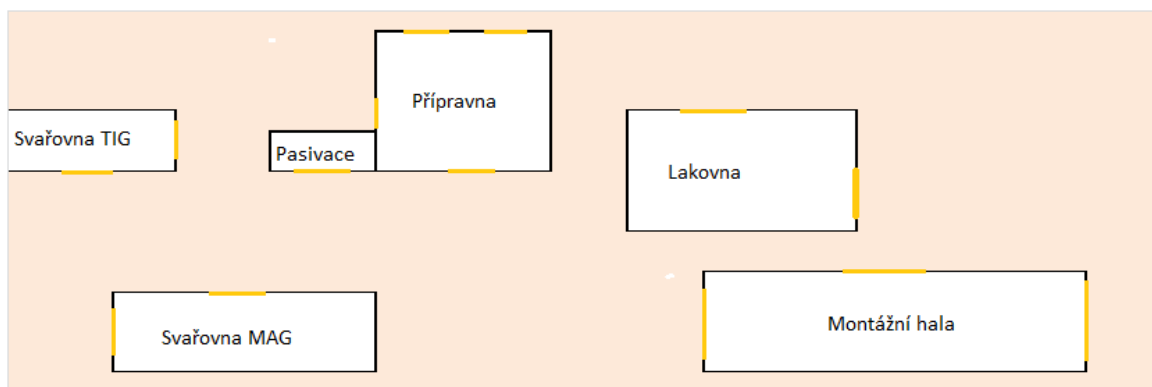 Přípravna
Svařovna TIG
Pasivace
Lakovna
Svařovna MAG
Montážní hala